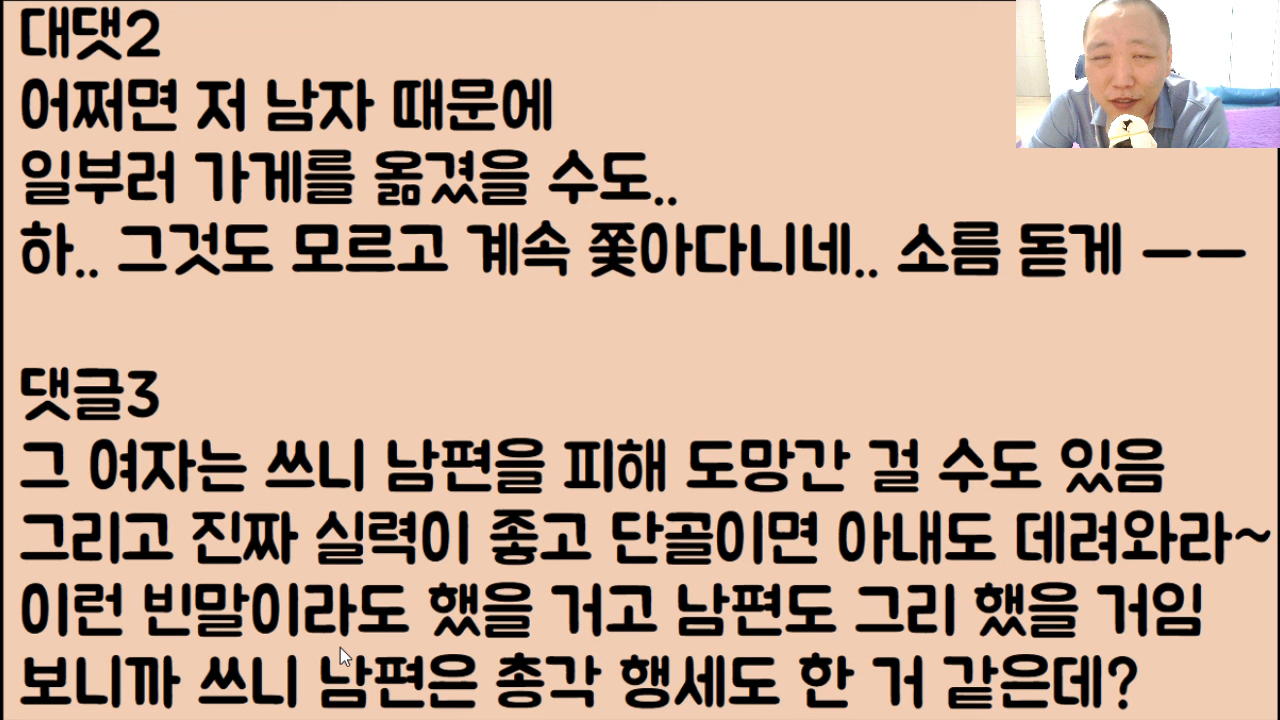 대댓2
어쩌면 저 남자 때문에
일부러 가게를 옮겼을 수도..
하.. 그것도 모르고 계속 쫓아다니네.. 소름 돋게 ㅡㅡ
댓글3
그 여자는 쓰니 남편을 피해 도망간 걸 수도 있음
그리고 진짜 실력이 좋고 단골이면 아내도 데려와라~
이런 빈말이라도 했을 거고 남편도 그리 했을 거임
보니까 쓰니 남편은 총각 행세도 한 거 같은데?